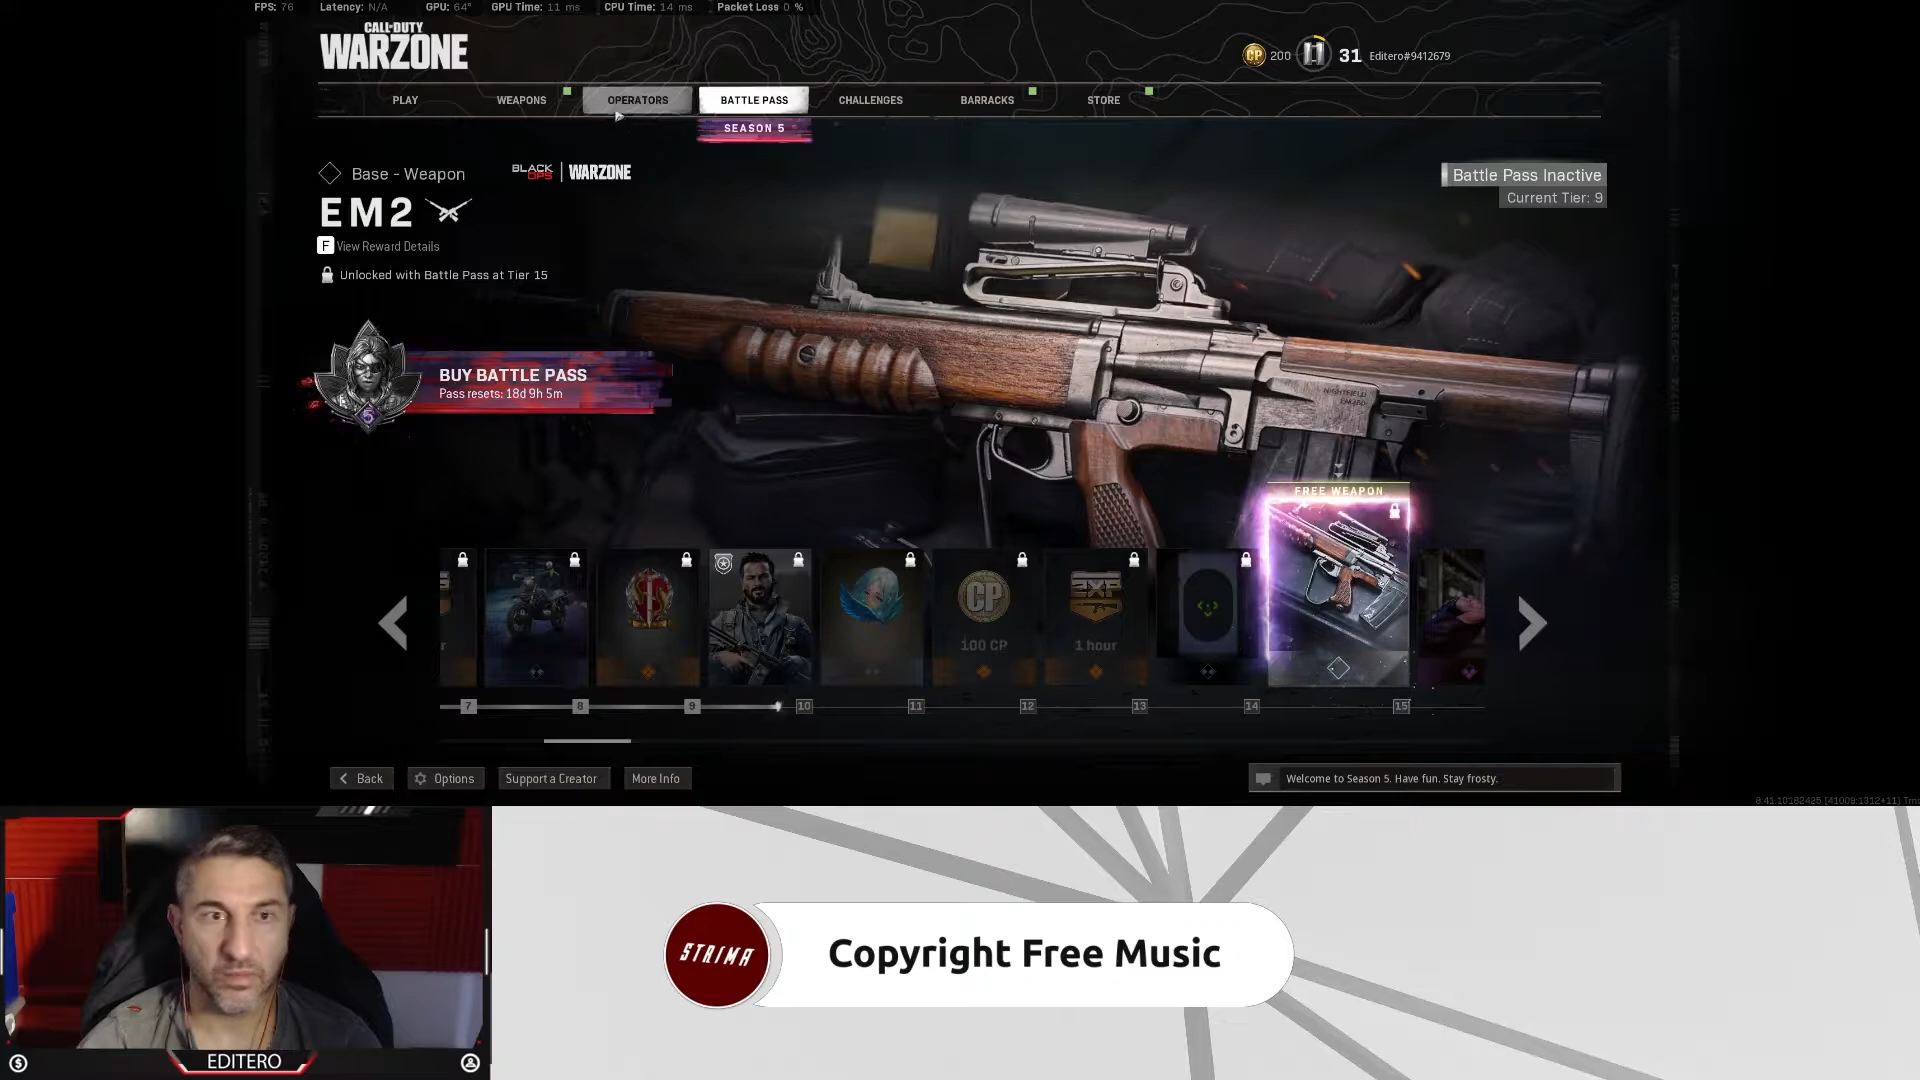 FPS: 76 Latency: N/A GPU: 64° GPU Time: 11 ms CPU Time: 14 ms Packet Loss 0 %
CALL OF DUTY
WARZONE
CP 200 31 Editero#9412679
PLAY WEAPONS OPERATORS BATTLE PASS CHALLENGES BARRACKS STORE
SEASON 5
Base - Weapon BLACK OPS | WARZONE
Battle Pass Inactive
Current Tier: 9
EM2
F View Reward Details
Unlocked with Battle Pass at Tier 15
BUY BATTLE PASS
Pass resets: 18d 9h 5m
5
FREE WEAPON
CP 2XP
r 100 CP 1 hour
7 8 9 10 11 12 13 14 15
Back Options Support a Creator More Info
Welcome to Season 5. Have fun. Stay frosty.
STRIMA
Copyright Free Music
EDITERO